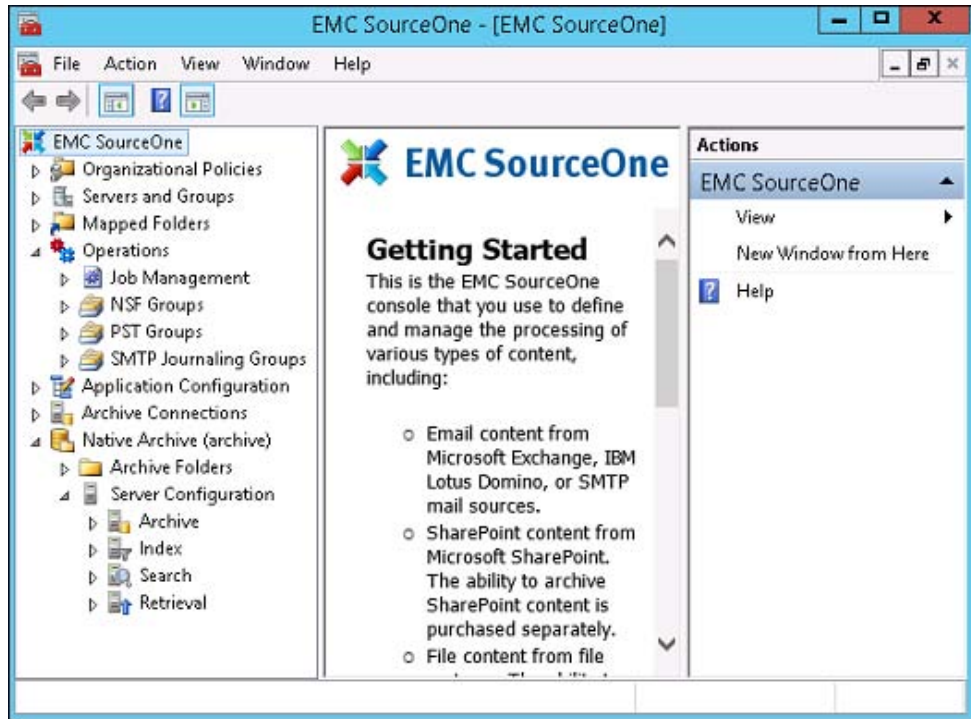 EMC SourceOne - [EMC SourceOne]
File Action View Window Help
EMC SourceOne
Organizational Policies
Servers and Groups
Mapped Folders
Operations
Job Management
NSF Groups
PST Groups
SMTP Journaling Groups
Application Configuration
Archive Connections
Native Archive (archive)
Archive Folders
Server Configuration
Archive
Index
Search
Retrieval
EMC SourceOne
Getting Started
This is the EMC SourceOne
console that you use to define
and manage the processing of
various types of content,
including:
Email content from
Microsoft Exchange, IBM
Lotus Domino, or SMTP
mail sources.
SharePoint content from
Microsoft SharePoint.
The ability to archive
SharePoint content is
purchased separately.
File content from file
Actions
EMC SourceOne
View
New Window from Here
Help